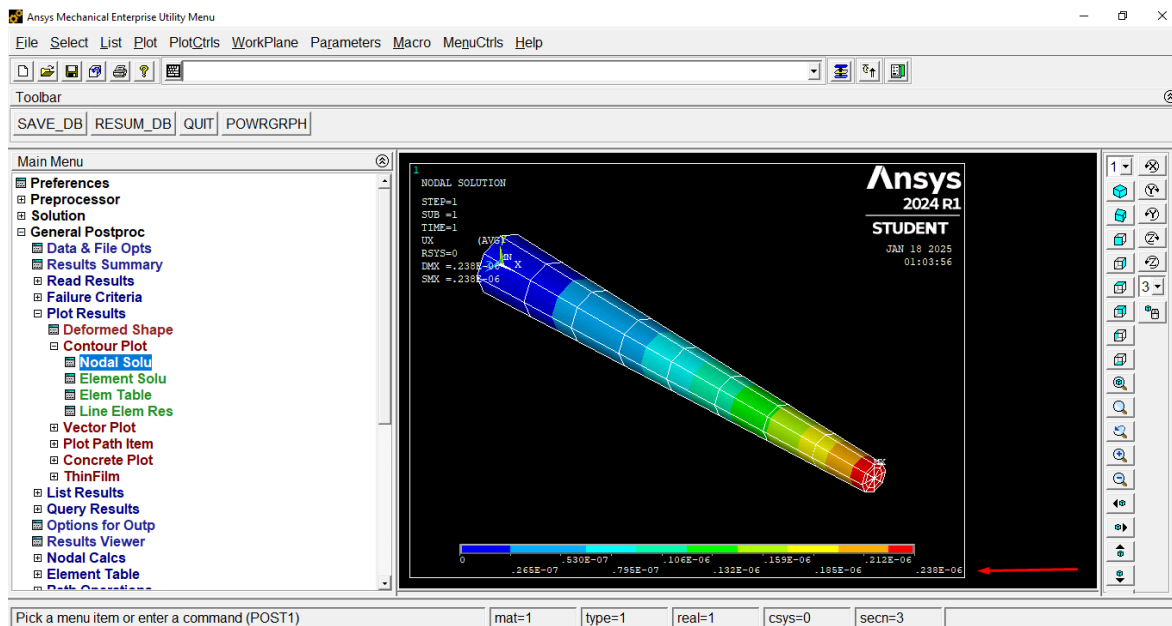 Ansys Mechanical Enterprise Utility Menu
File Select List Plot PlotCtrls WorkPlane Parameters Macro MenuCtrls Help
Toolbar
SAVE_DB RESUM_DB QUIT POWRGRPH
Main Menu
Preferences
Preprocessor
Solution
General Postproc
Data & File Opts
Results Summary
Read Results
Failure Criteria
Plot Results
Deformed Shape
Contour Plot
Nodal Solu
Element Solu
Elem Table
Line Elem Res
Vector Plot
Plot Path Item
Concrete Plot
ThinFilm
List Results
Query Results
Options for Outp
Results Viewer
Nodal Calcs
Element Table
Path Operations
1
NODAL SOLUTION
STEP=1
SUB =1
TIME=1
UX (AVG)
RSYS=0
DMX =.238E-06
SMX =.238E-06
Ansys
2024 R1
STUDENT
JAN 18 2025
01:03:56
MN
X
MX
0 .530E-07 .106E-06 .159E-06 .212E-06
.265E-07 .795E-07 .132E-06 .185E-06 .238E-06
1
3
Pick a menu item or enter a command (POST1) mat=1 type=1 real=1 csys=0 secn=3